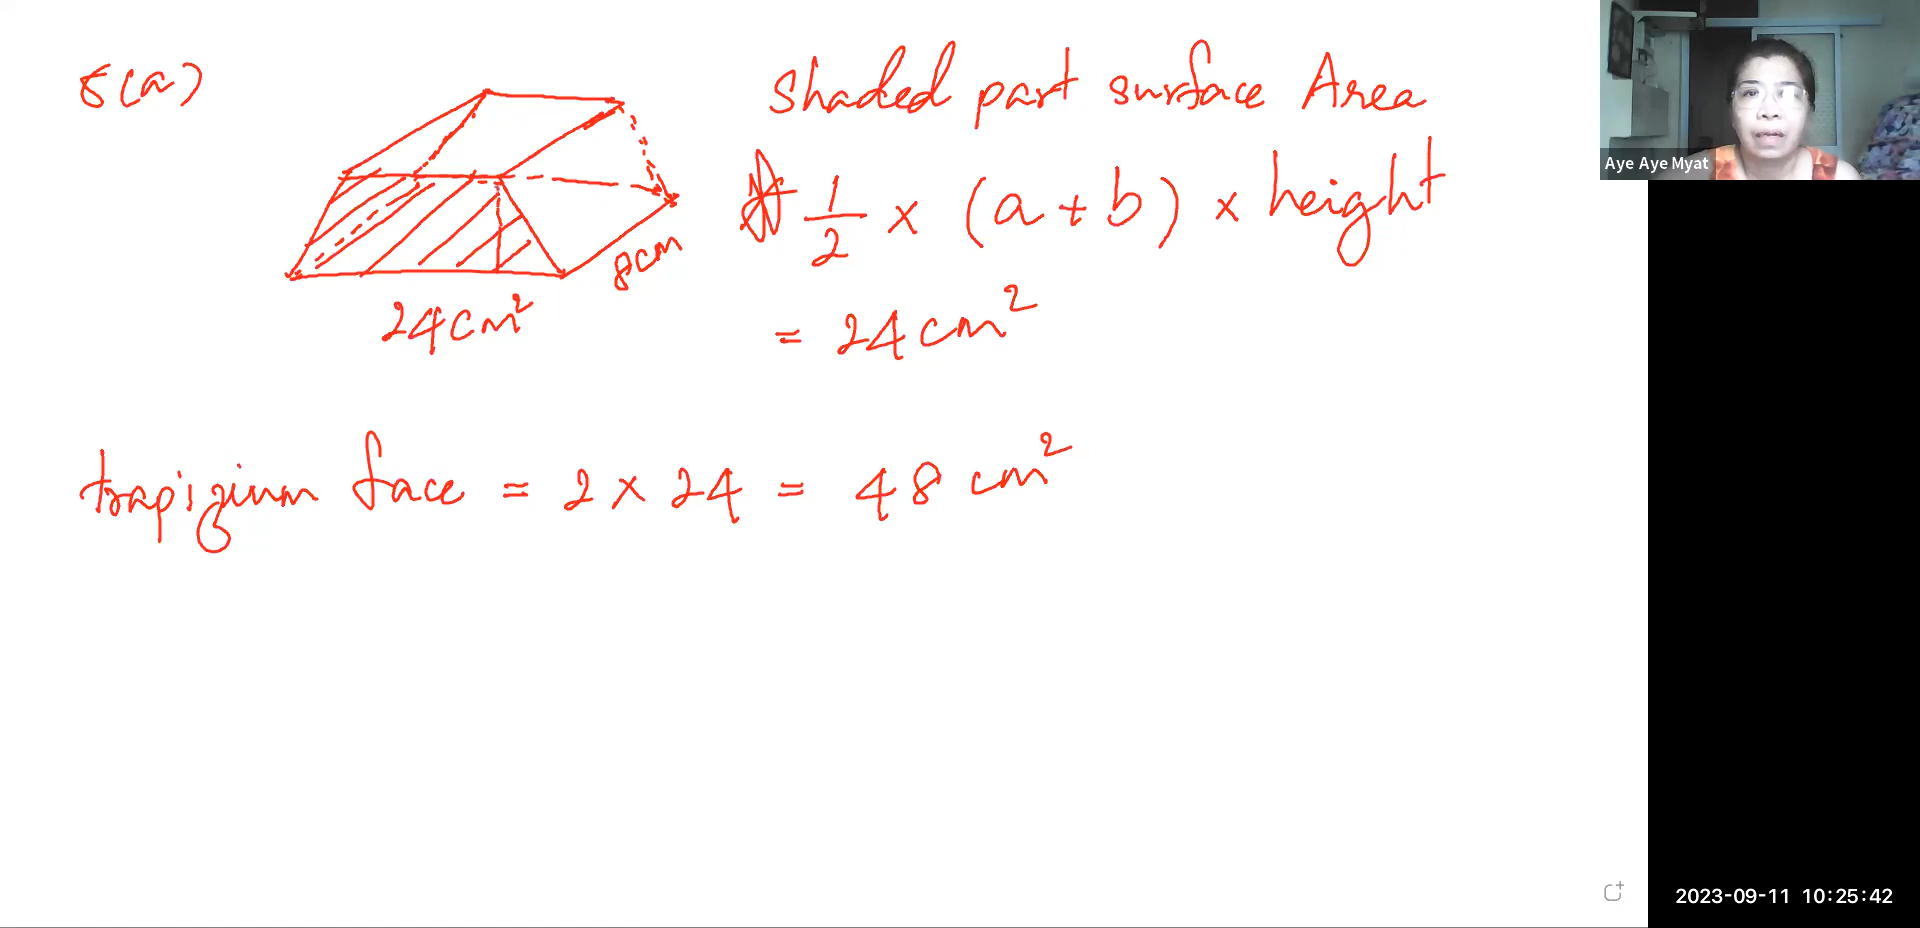 5(a)
8cm
24cm²
Shaded part surface Area
1/2 × (a + b) × height
= 24cm²
trapizium face = 2 × 24 = 48 cm²
Aye Aye Myat
2023-09-11 10:25:42